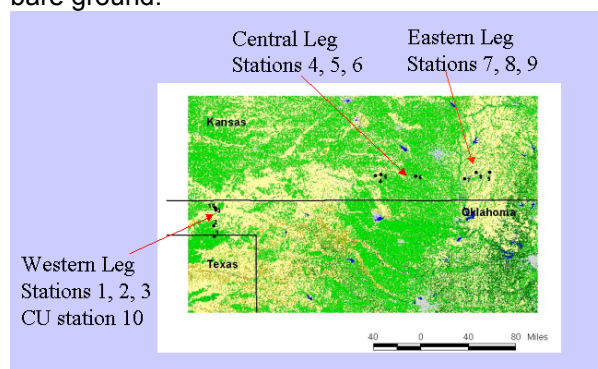 bare ground.
Central Leg
Stations 4, 5, 6
Eastern Leg
Stations 7, 8, 9
Kansas
Oklahoma
Texas
Western Leg
Stations 1, 2, 3
CU station 10
40 0 40 80 Miles